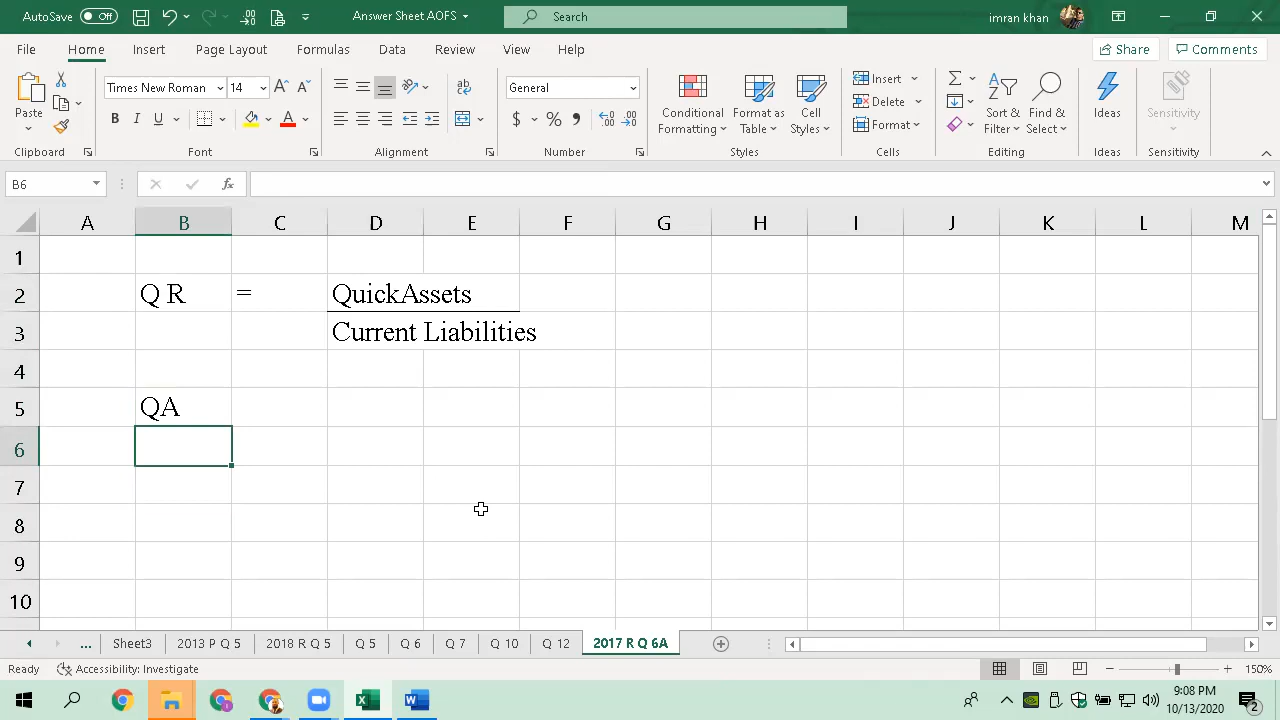 AutoSave Off Answer Sheet AOFS Search imran khan
File Home Insert Page Layout Formulas Data Review View Help Share Comments
Times New Roman 14 General Insert
Paste Conditional Format as Cell Delete Sort & Find & Ideas Sensitivity
Formatting Table Styles Format Filter Select
Clipboard Font Alignment Number Styles Cells Editing Ideas Sensitivity
B6 fx
A B C D E F G H I J K L M
1
2 Q R = QuickAssets
3 Current Liabilities
4
5 QA
6
7
8
9
10
... Sheet3 2013 P Q 5 2018 R Q 5 Q 5 Q 6 Q 7 Q 10 Q 12 2017 R Q 6A
Ready Accessibility: Investigate 150%
9:08 PM
10/13/2020 2